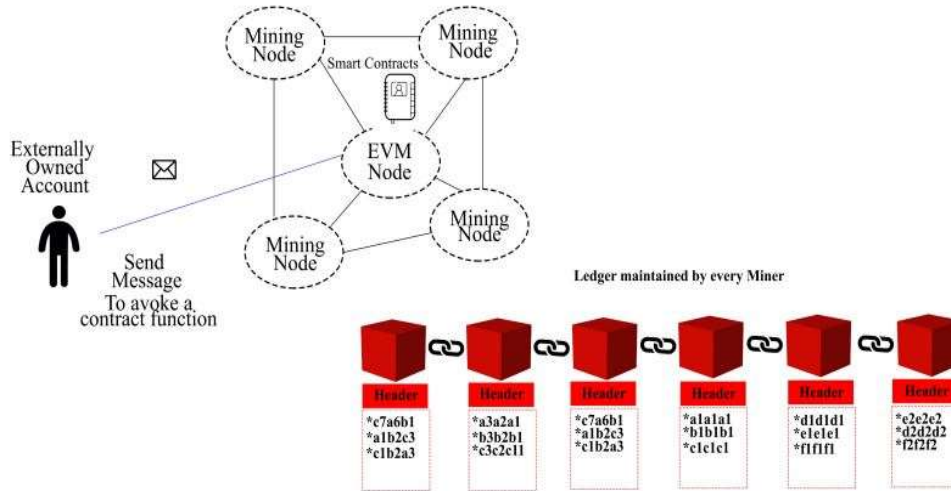 Mining
Node
Mining
Node
Smart Contracts
EVM
Node
Externally
Owned
Account
Mining
Node
Mining
Node
Send
Message
To avoke a
contract function
Ledger maintained by every Miner
Header
Header
Header
Header
Header
Header
*c7a6b1
*a1b2c3
*c1b2a3
*a3a2a1
*b3b2b1
*c3c2c11
*c7a6b1
*a1b2c3
*c1b2a3
*a1a1a1
*b1b1b1
*c1c1c1
*d1d1d1
*e1e1e1
*f1f1f1
*e2e2e2
*d2d2d2
*f2f2f2